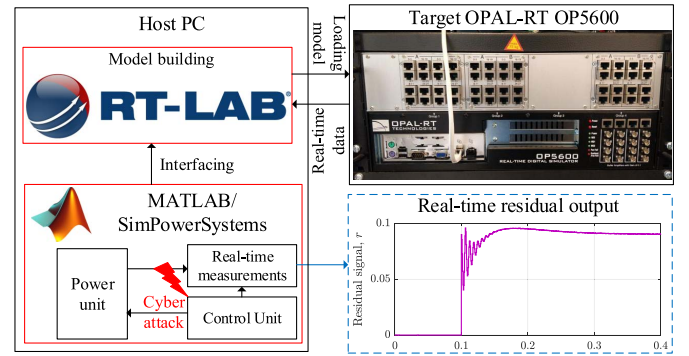 Host PC
Model building
RT-LAB
Interfacing
MATLAB/
SimPowerSystems
Power
unit
Real-time
measurements
Cyber
attack
Control Unit
Loading
model
Real-time
data
Target OPAL-RT OP5600
OPAL-RT
TECHNOLOGIES
OP5600
REAL-TIME DIGITAL SIMULATOR
Real-time residual output
Residual signal, r
0.1
0.05
0
0
0.1
0.2
0.3
0.4